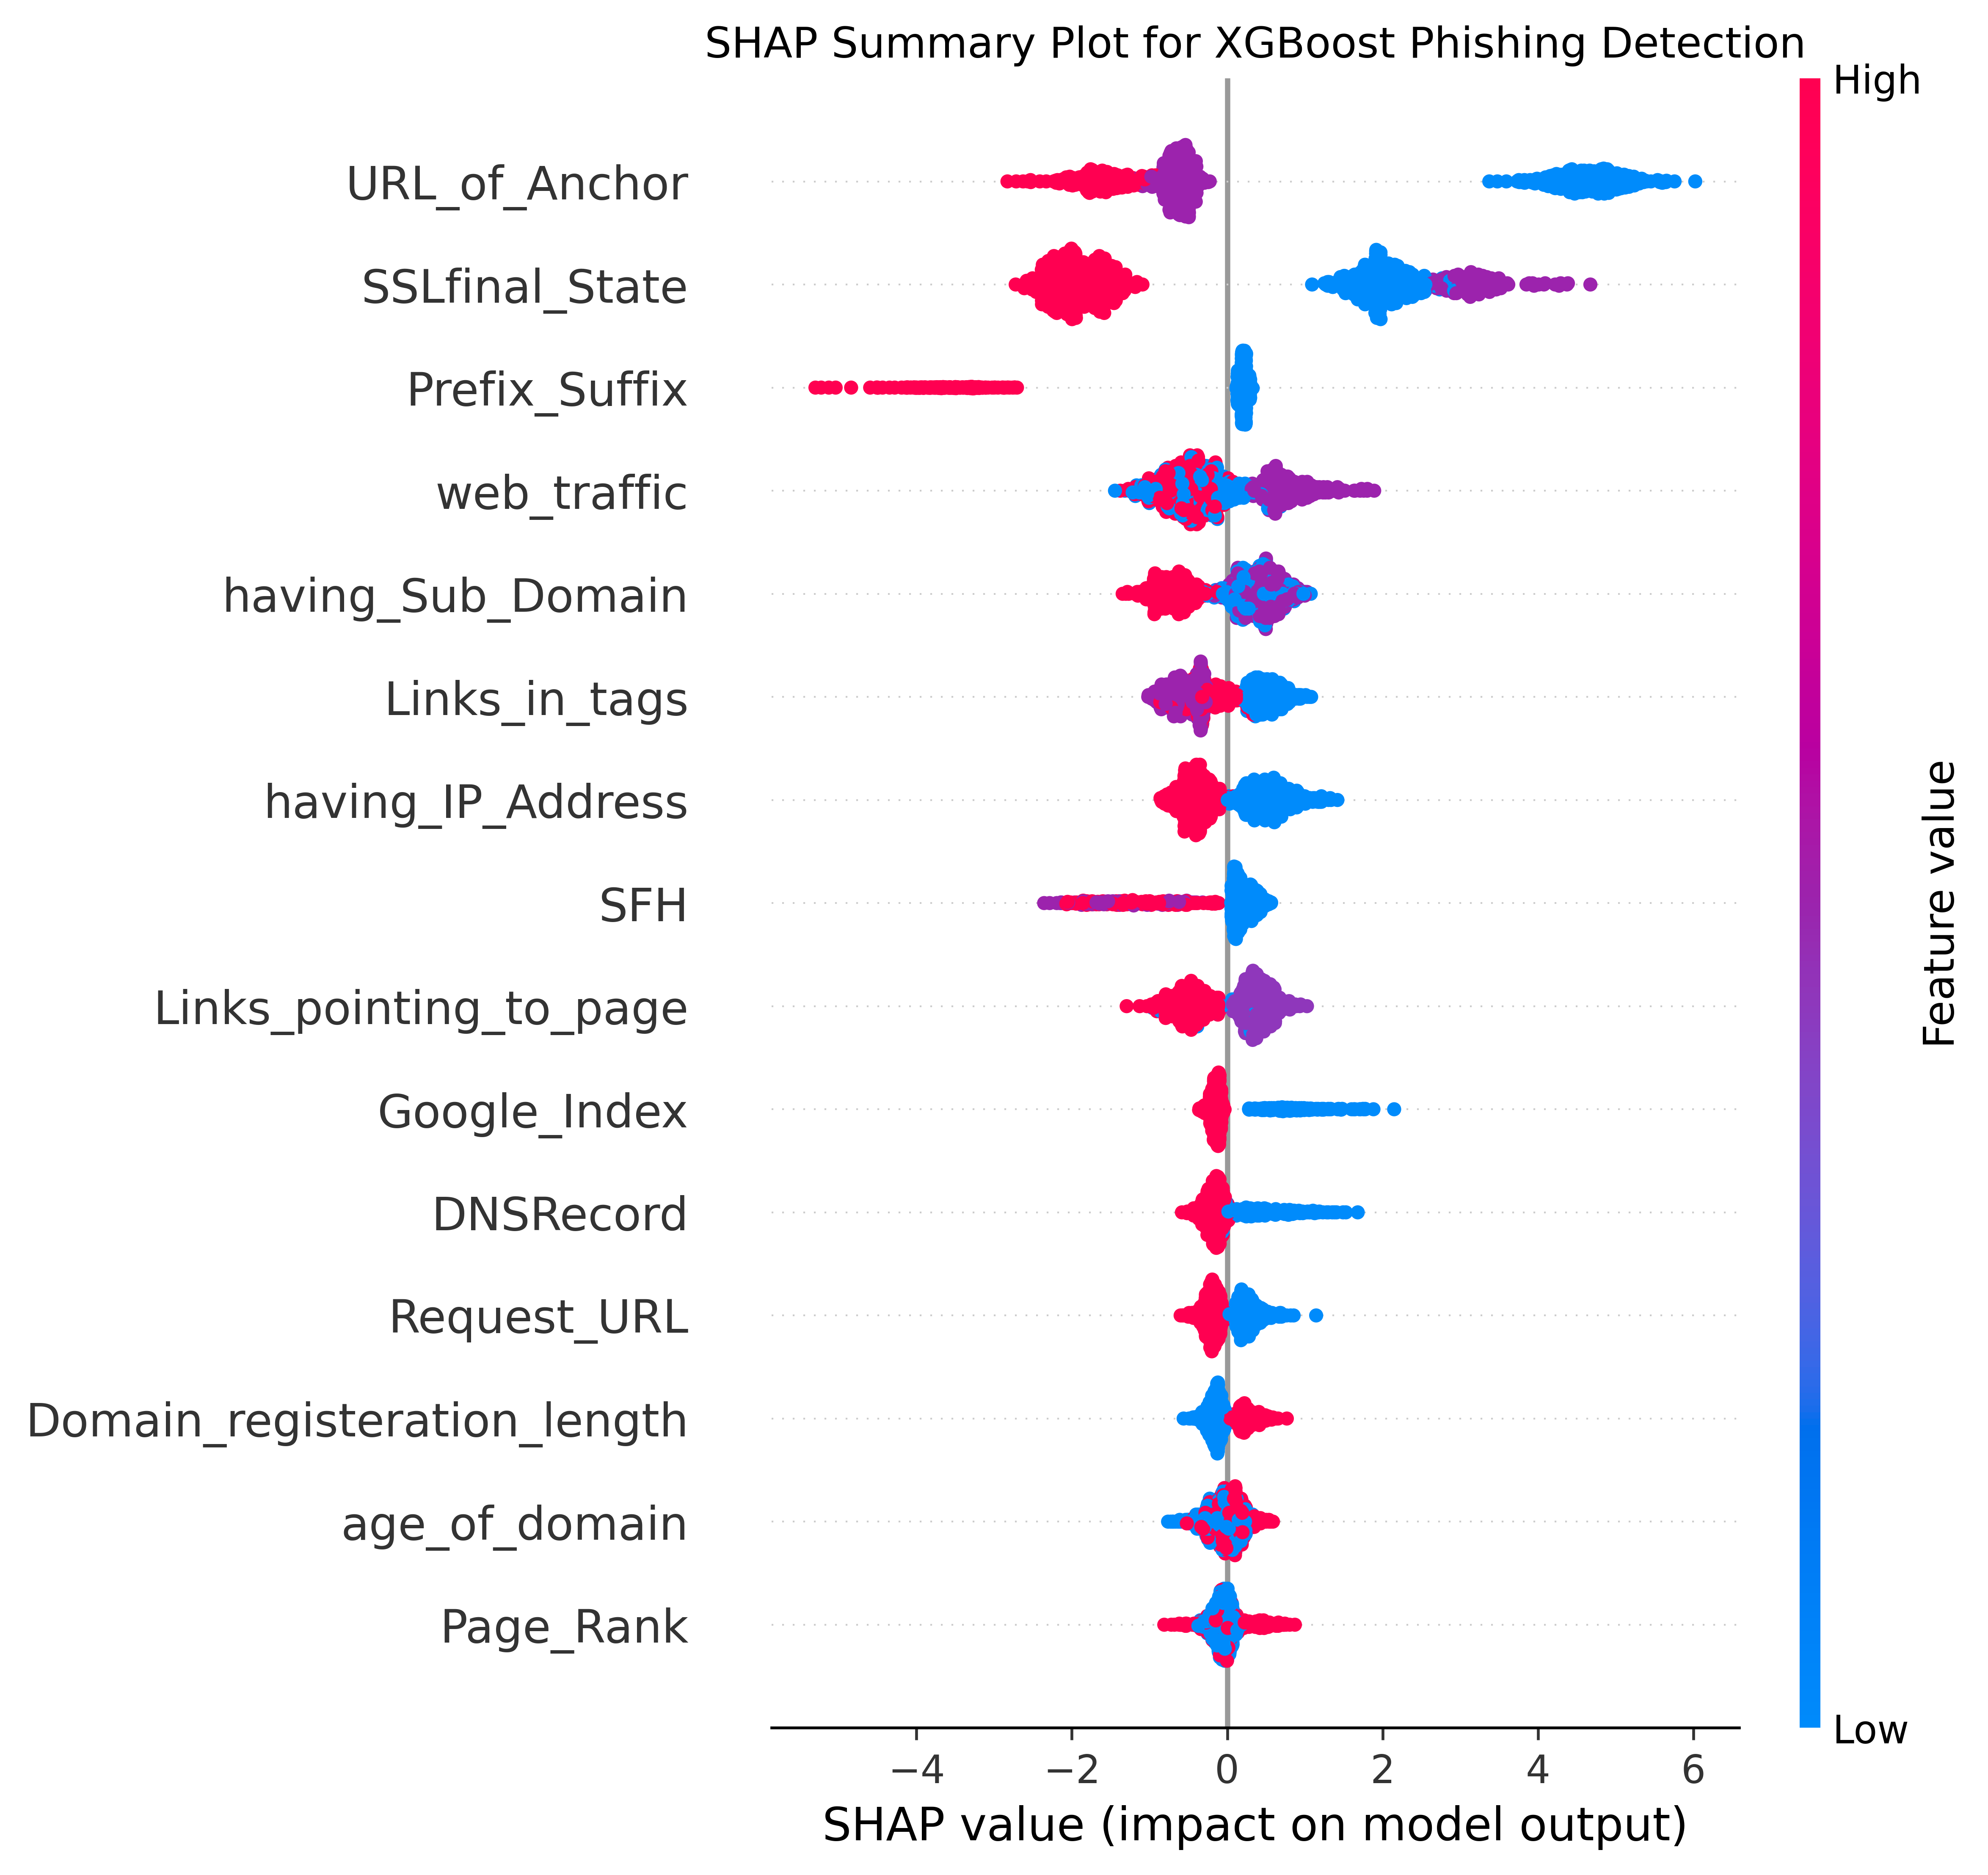 SHAP Summary Plot for XGBoost Phishing Detection
High
URL_of_Anchor
SSLfinal_State
Prefix_Suffix
web_traffic
having_Sub_Domain
Links_in_tags
having_IP_Address
SFH
Links_pointing_to_page
Google_Index
DNSRecord
Request_URL
Domain_registeration_length
age_of_domain
Page_Rank
Feature value
Low
−4 −2 0 2 4 6
SHAP value (impact on model output)